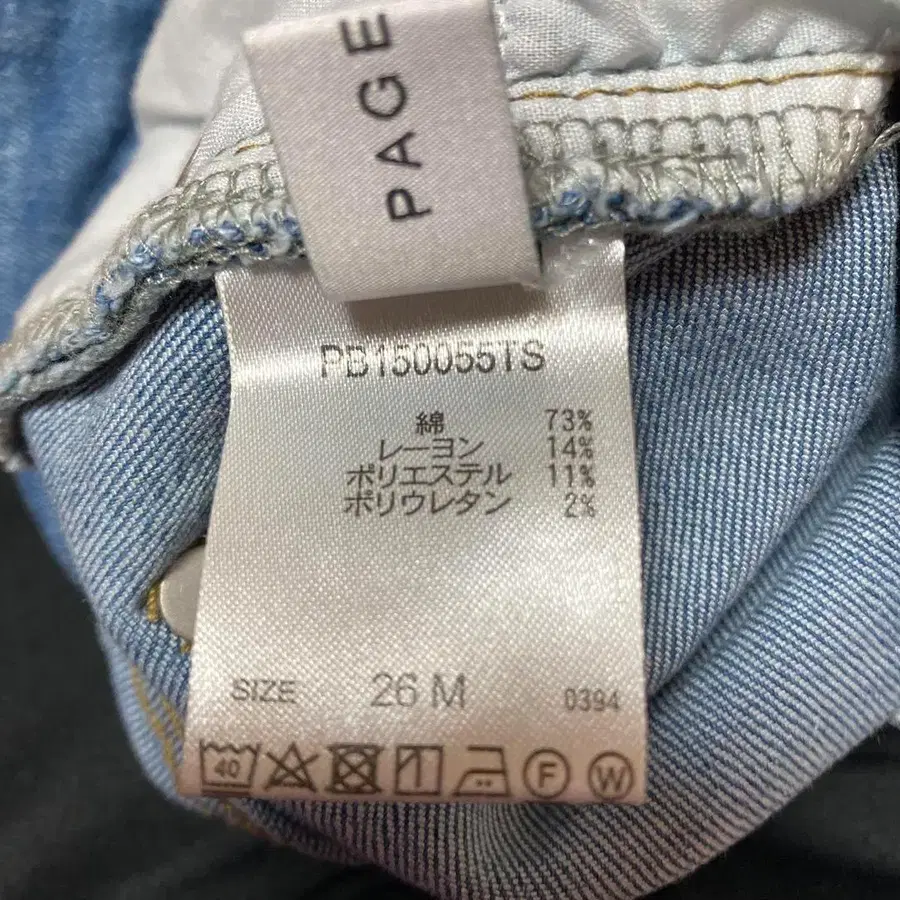 PAGE
PB150055TS
綿 73%
レーヨン 14%
ポリエステル 11%
ポリウレタン 2%
SIZE 26 M 0394
40 F W